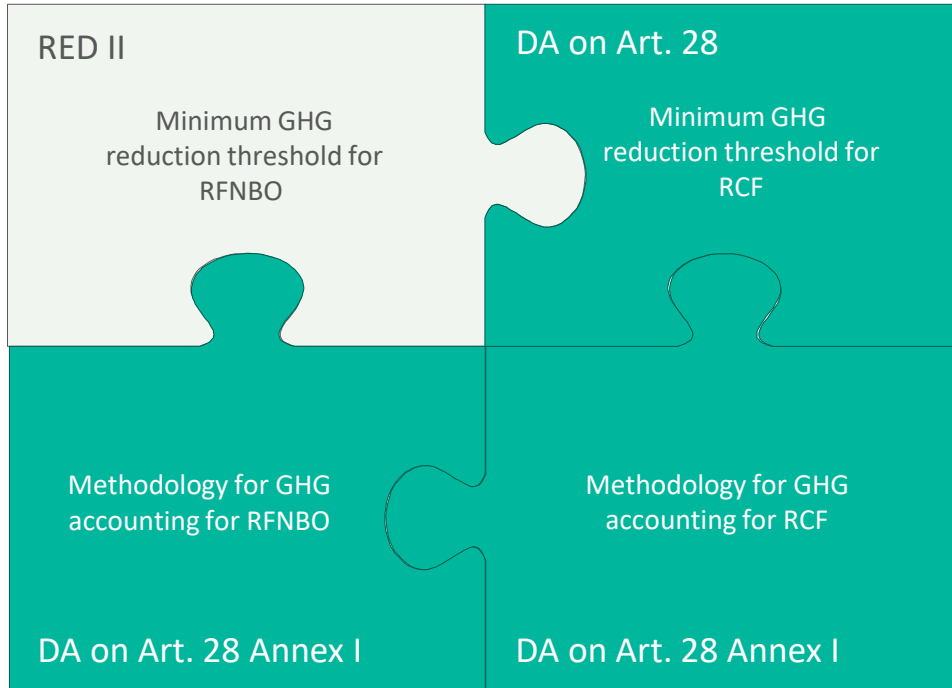 RED II
Minimum GHG
reduction threshold for
RFNBO
DA on Art. 28
Minimum GHG
reduction threshold for
RCF
Methodology for GHG
accounting for RFNBO
DA on Art. 28 Annex I
Methodology for GHG
accounting for RCF
DA on Art. 28 Annex I